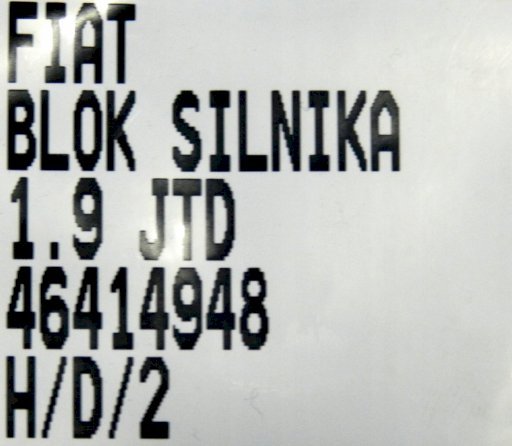 FIAT
BLOK SILNIKA
1.9 JTD
46414948
H/D/2